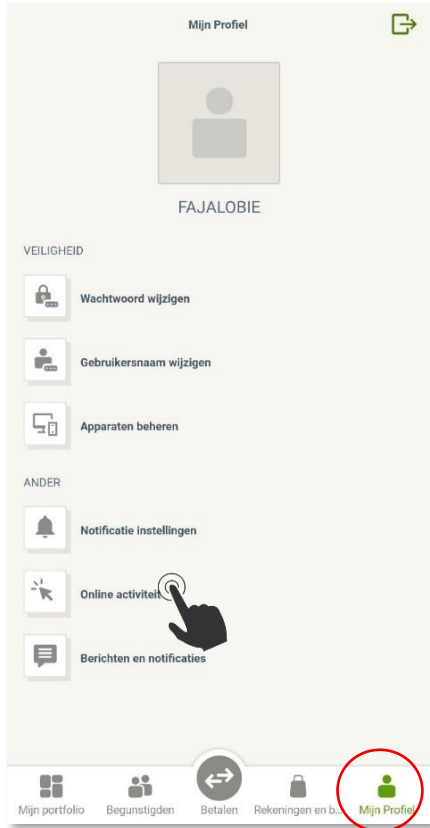 Mijn Profiel
FAJALOBIE
VEILIGHEID
Wachtwoord wijzigen
Gebruikersnaam wijzigen
Apparaten beheren
ANDER
Notificatie instellingen
Online activiteit
Berichten en notificaties
Mijn portfolio
Begunstigden
Betalen
Rekeningen en b...
Mijn Profiel